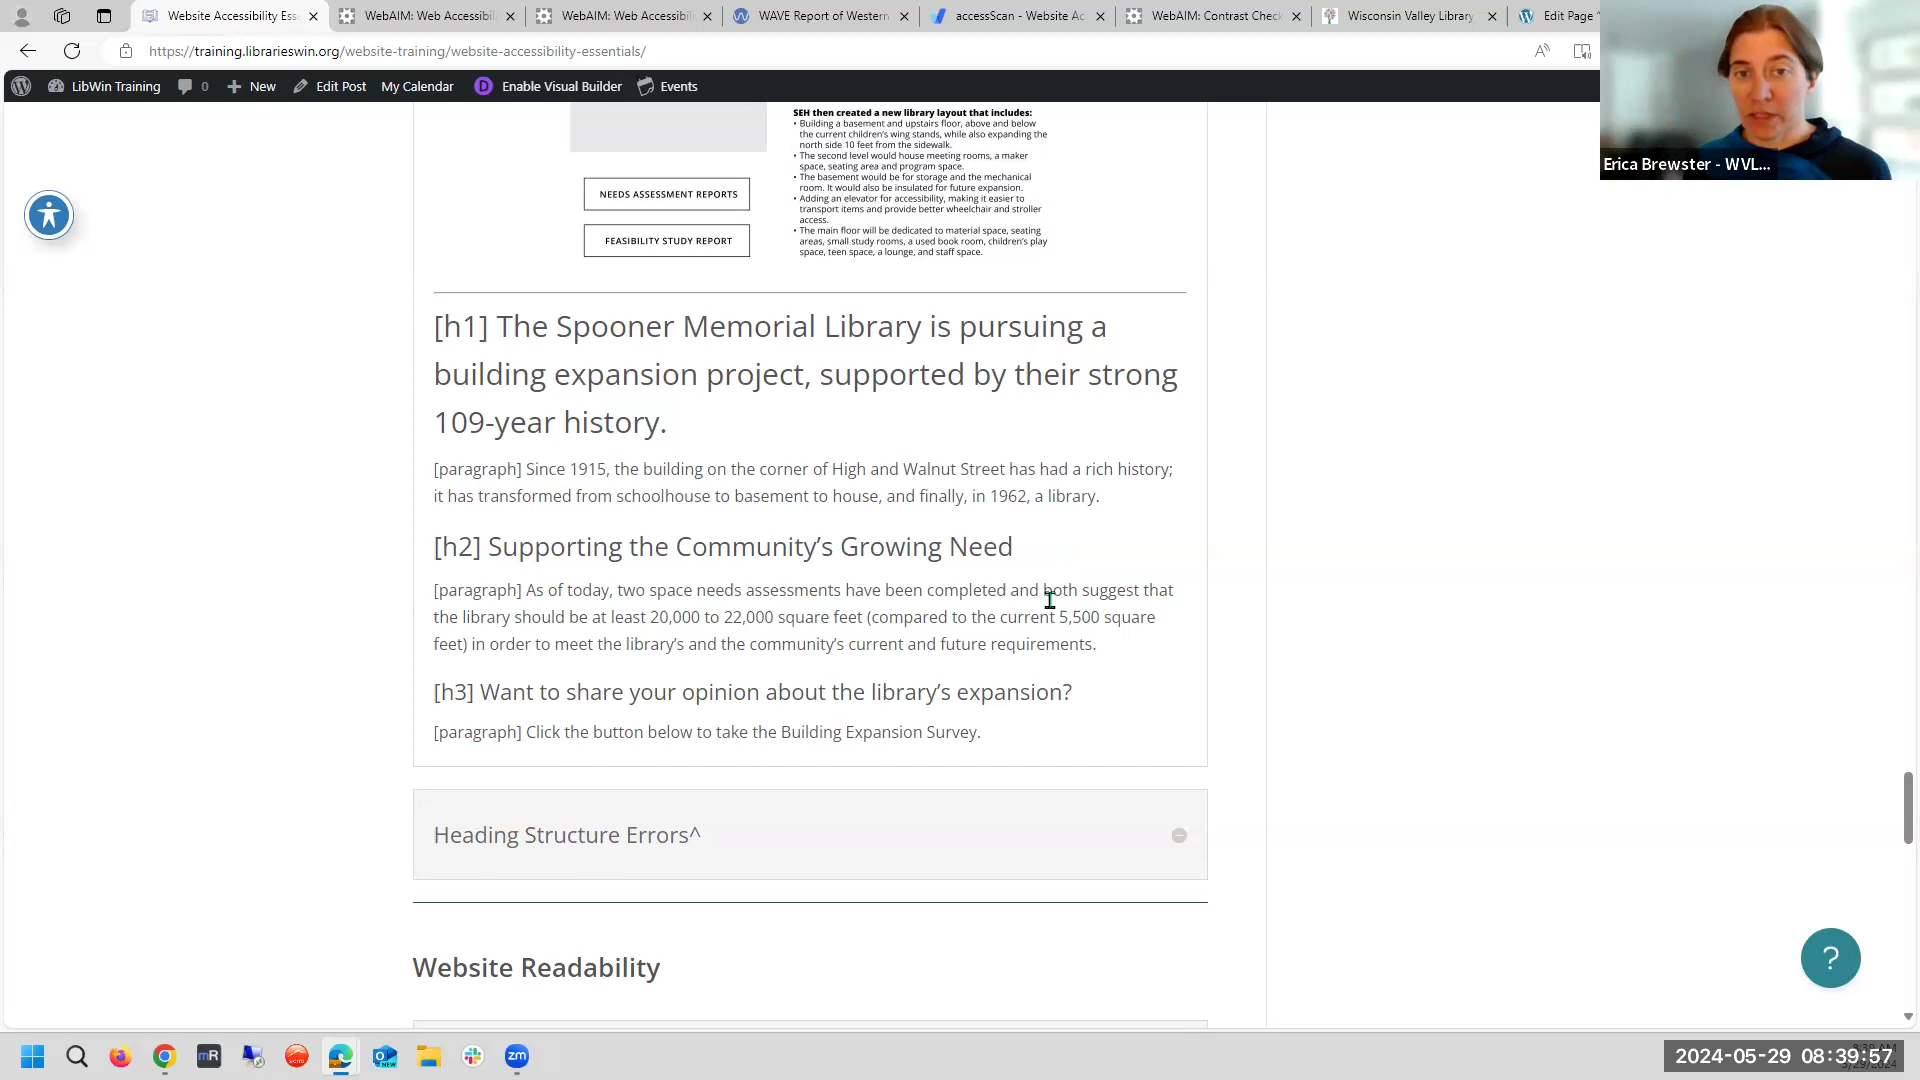 Website Accessibility Ess
WebAIM: Web Accessibil
WebAIM: Web Accessibil
WAVE Report of Western
accessScan - Website Ac
WebAIM: Contrast Check
Wisconsin Valley Library
Edit Page "
https://training.librarieswin.org/website-training/website-accessibility-essentials/
LibWin Training
0
New
Edit Post
My Calendar
D
Enable Visual Builder
Events
Erica Brewster - WVL...
SEH then created a new library layout that includes:
• Building a basement and upstairs floor, above and below
the current children's wing stands, while also expanding the
north side 10 feet from the sidewalk.
• The second level would house meeting rooms, a maker
space, seating area and program space.
• The basement would be for storage and the mechanical
room. It would also be insulated for future expansion.
• Adding an elevator for accessibility, making it easier to
transport items and provide better wheelchair and stroller
access.
• The main floor will be dedicated to material space, seating
areas, small study rooms, a used book room, children's play
space, teen space, a lounge, and staff space.
NEEDS ASSESSMENT REPORTS
FEASIBILITY STUDY REPORT
[h1] The Spooner Memorial Library is pursuing a
building expansion project, supported by their strong
109-year history.
[paragraph] Since 1915, the building on the corner of High and Walnut Street has had a rich history;
it has transformed from schoolhouse to basement to house, and finally, in 1962, a library.
[h2] Supporting the Community's Growing Need
[paragraph] As of today, two space needs assessments have been completed and both suggest that
the library should be at least 20,000 to 22,000 square feet (compared to the current 5,500 square
feet) in order to meet the library's and the community's current and future requirements.
[h3] Want to share your opinion about the library's expansion?
[paragraph] Click the button below to take the Building Expansion Survey.
Heading Structure Errors^
Website Readability
?
mR
zm
2024-05-29 08:39:57